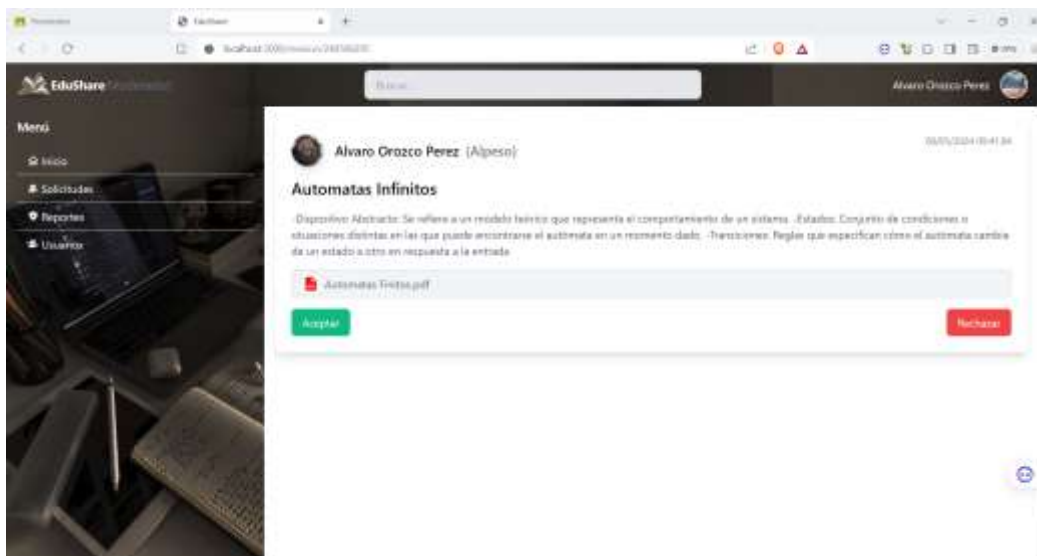 EduShare
EduShare
Buscar...
Alvaro Orozco Perez
Menú
Inicio
Solicitudes
Reportes
Usuarios
Alvaro Orozco Perez (Alpeso)
Automatas Infinitos
-Dispositivo Abstracto: Se refiere a un modelo teórico que representa el comportamiento de un sistema. -Estados: Conjunto de condiciones o
situaciones distintas en las que puede encontrarse el autómata en un momento dado. -Transiciones: Reglas que especifican cómo el autómata cambia
de un estado a otro en respuesta a la entrada
Automatas Finitos.pdf
Aceptar
Rechazar